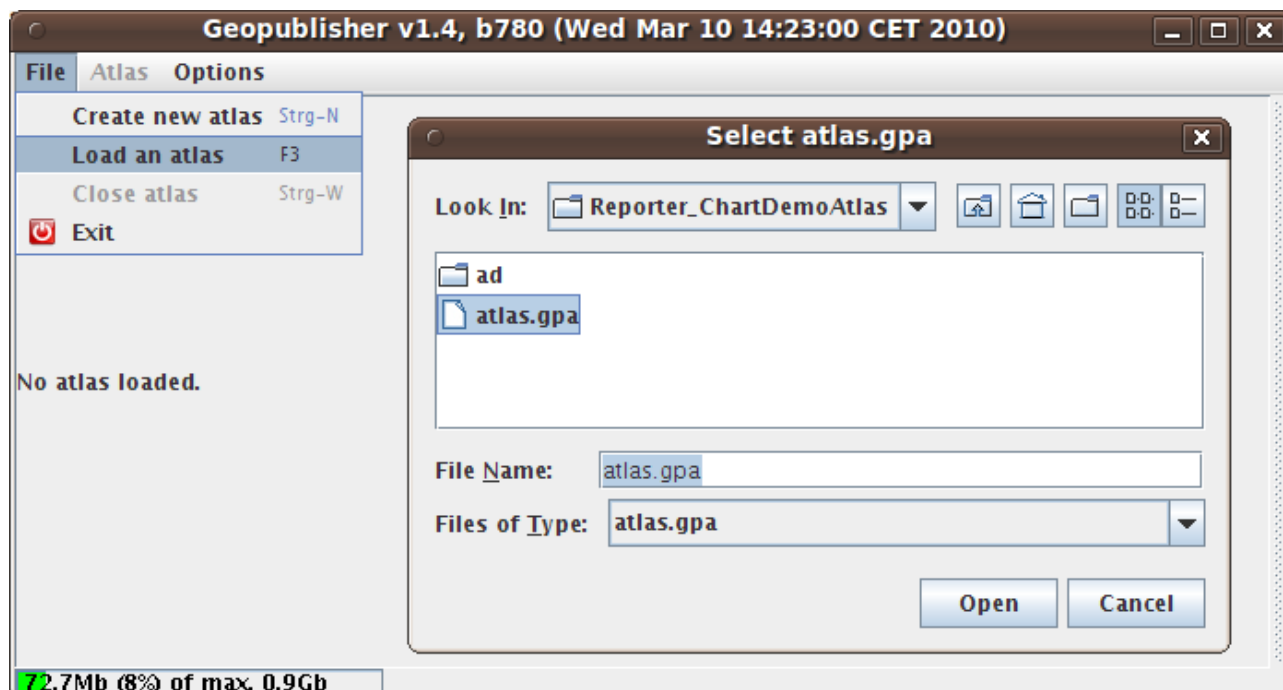 Geopublisher v1.4, b780 (Wed Mar 10 14:23:00 CET 2010)
File Atlas Options
Create new atlas Strg-N
Load an atlas F3
Close atlas Strg-W
Exit
No atlas loaded.
Select atlas.gpa
Look In: Reporter_ChartDemoAtlas
ad
atlas.gpa
File Name: atlas.gpa
Files of Type: atlas.gpa
Open Cancel
72.7Mb (8%) of max. 0.9Gb